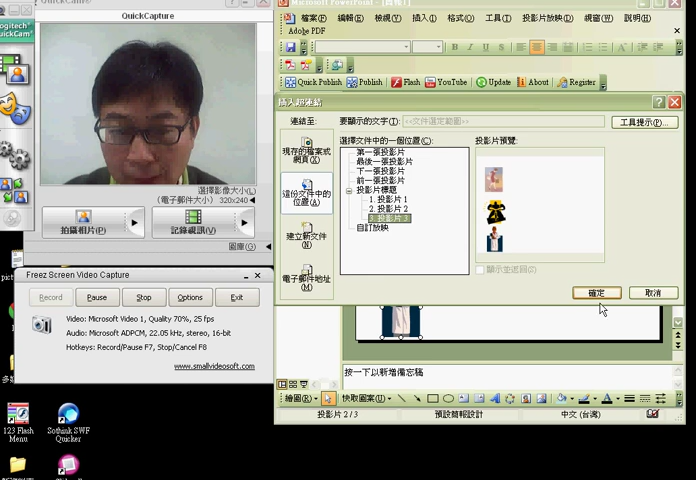 QuickCapture
選擇影像大小(L)
(電子郵件大小) 320x240
拍攝相片(P)
記錄視訊(V)
圖庫(G)
Freez Screen Video Capture
Record
Pause
Stop
Options
Exit
Video: Microsoft Video 1, Quality 70%, 25 fps
Audio: Microsoft ADPCM, 22.05 kHz, stereo, 16-bit
Hotkeys: Record/Pause F7, Stop/Cancel F8
www.smallvideosoft.com
123 Flash
Menu
Sothink SWF
Quicker
檔案(F) 編輯(E) 檢視(V) 插入(I) 格式(O) 工具(T) 投影片放映(D) 視窗(W) 說明(H)
Adobe PDF
Quick Publish Publish Flash YouTube Update About Register
插入超連結
連結至:
要顯示的文字(T):
<<文件選定範圍>>
工具提示(P)...
現存的檔案或
網頁(X)
這份文件中的
位置(A)
建立新文件
(N)
電子郵件地址
(M)
選擇文件中的一個位置(C):
第一張投影片
最後一張投影片
下一張投影片
前一張投影片
投影片標題
1. 投影片 1
2. 投影片 2
3. 投影片 3
自訂放映
投影片預覽:
顯示並返回(S)
確定
取消
按一下以新增備忘稿
繪圖(R)
快取圖案(U)
投影片 2 / 3
預設簡報設計
中文 (台灣)